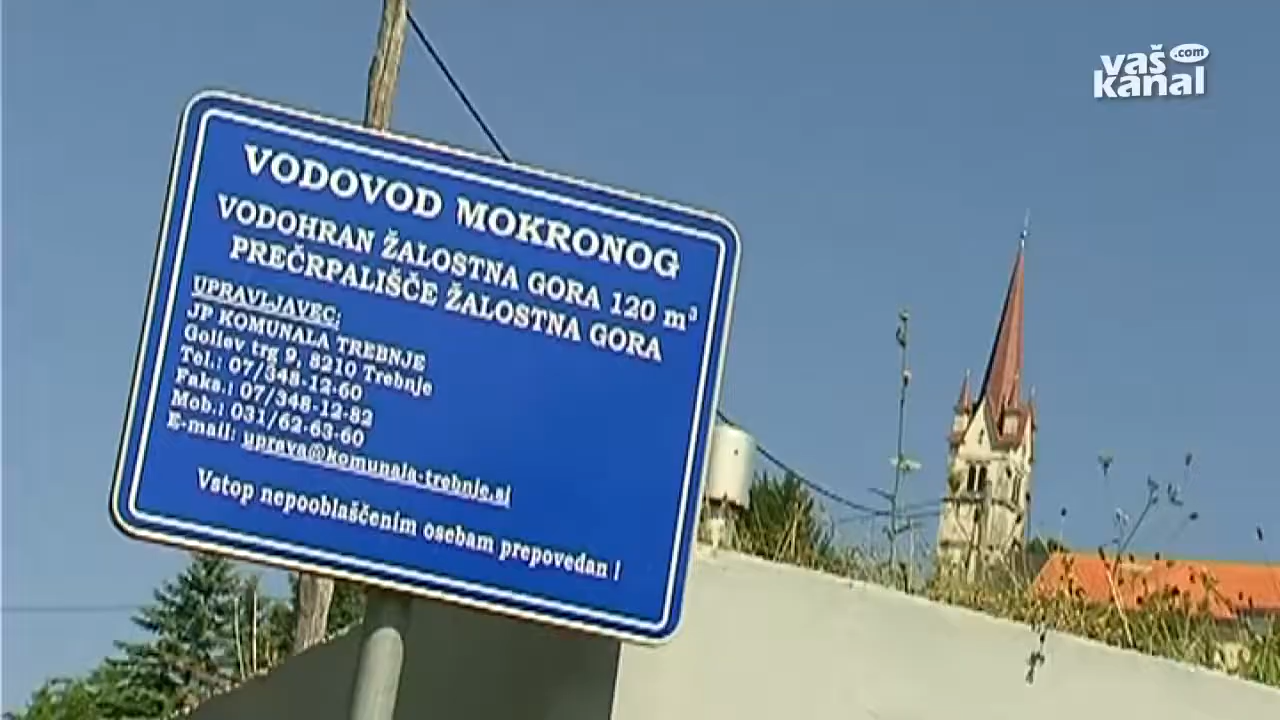 vaš
.com
kanal
VODOVOD MOKRONOG
VODOHRAN ŽALOSTNA GORA 120 m³
PREČRPALIŠČE ŽALOSTNA GORA
UPRAVLJAVEC:
JP KOMUNALA TREBNJE
Goliev trg 9, 8210 Trebnje
Tel.: 07/348-12-60
Faks.: 07/348-12-82
Mob.: 031/62-63-60
E-mail: uprava@komunala-trebnje.si
Vstop nepooblaščenim osebam prepovedan !